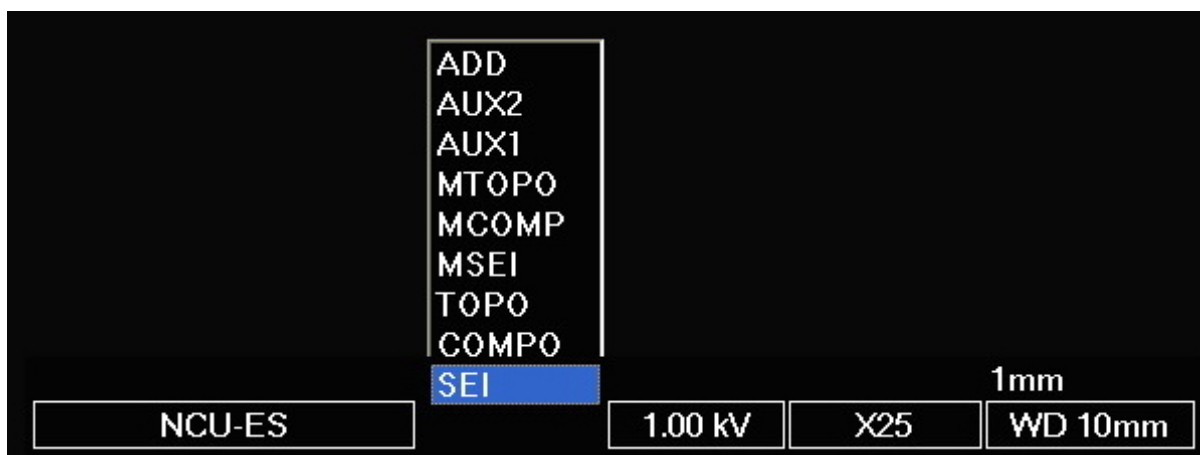 ADD
AUX2
AUX1
MTOPO
MCOMP
MSEI
TOPO
COMPO
SEI
1mm
NCU-ES
1.00 kV
X25
WD 10mm